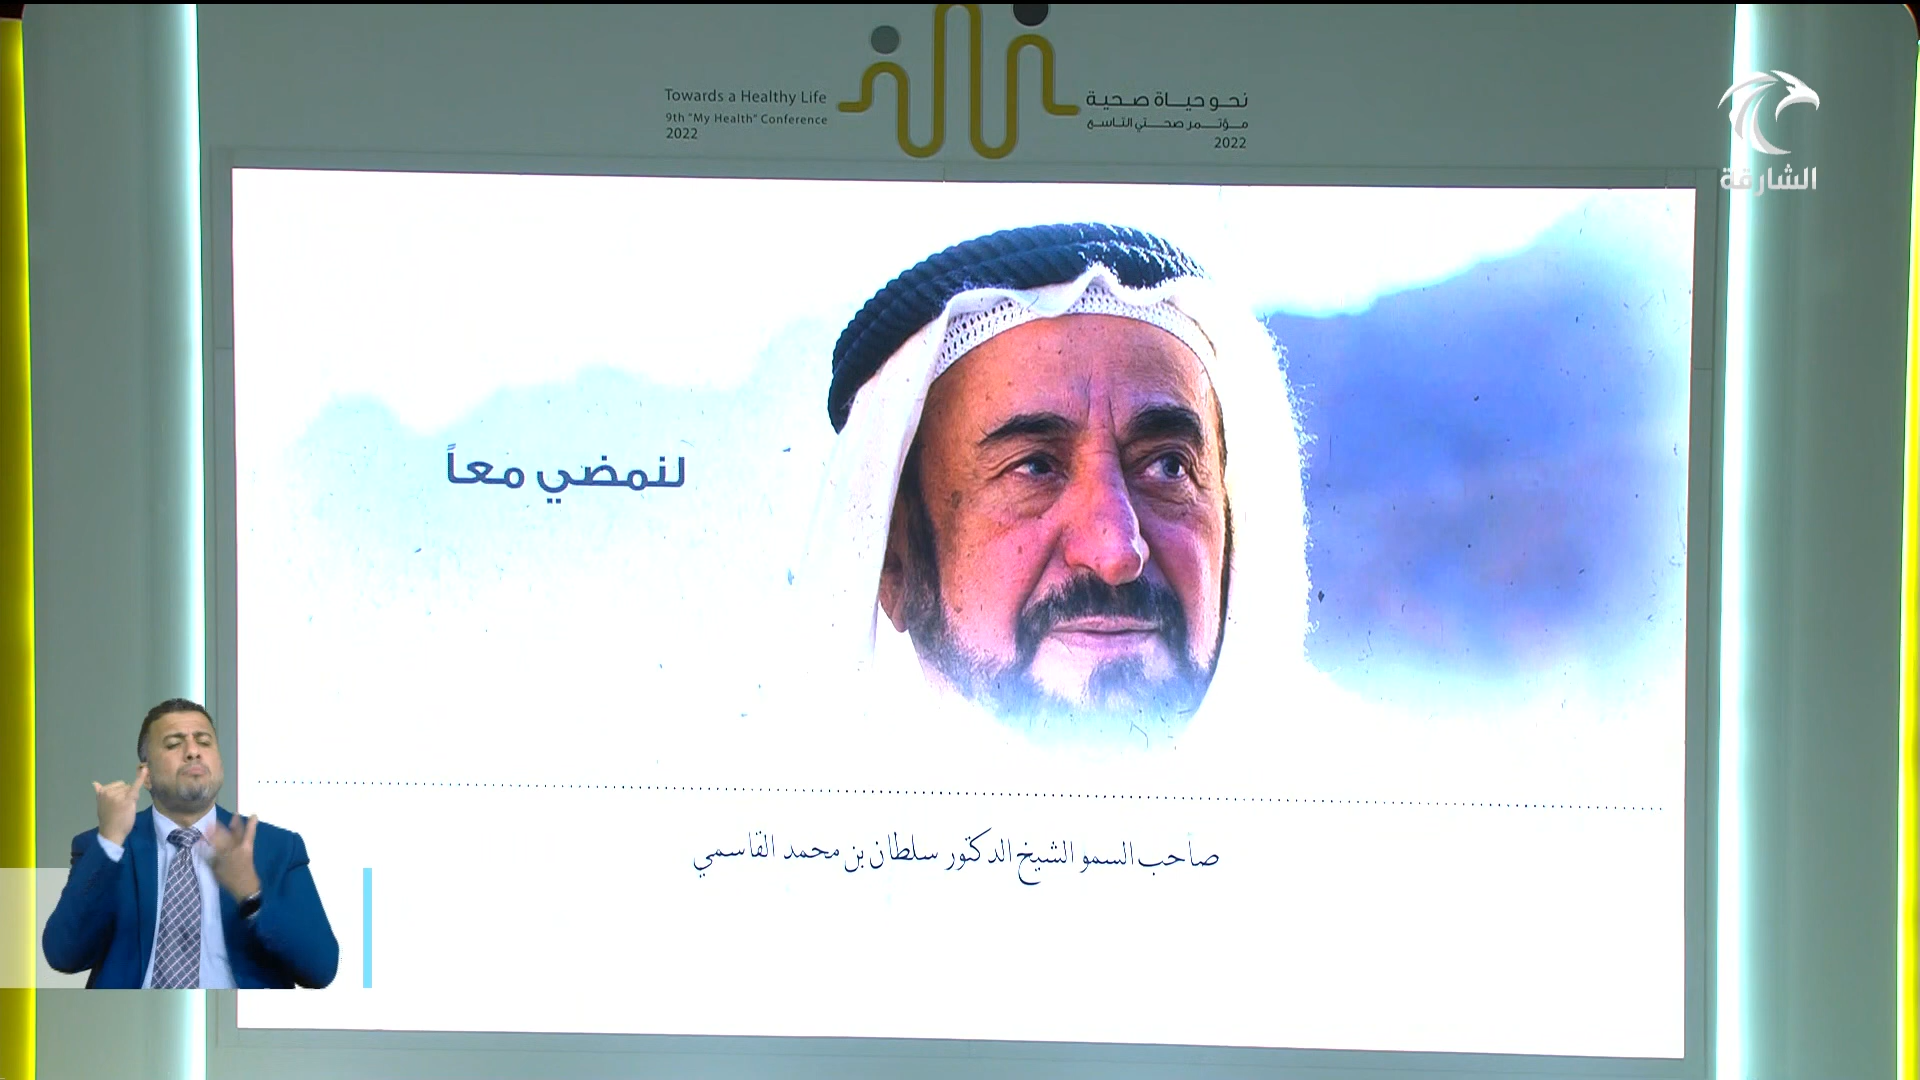 Towards a Healthy Life
9th "My Health" Conference
2022
نحو حياة صحية
مؤتمر صحتي التاسع
2022
الشارقة
لنمضي معاً
صاحب السمو الشيخ الدكتور سلطان بن محمد القاسمي